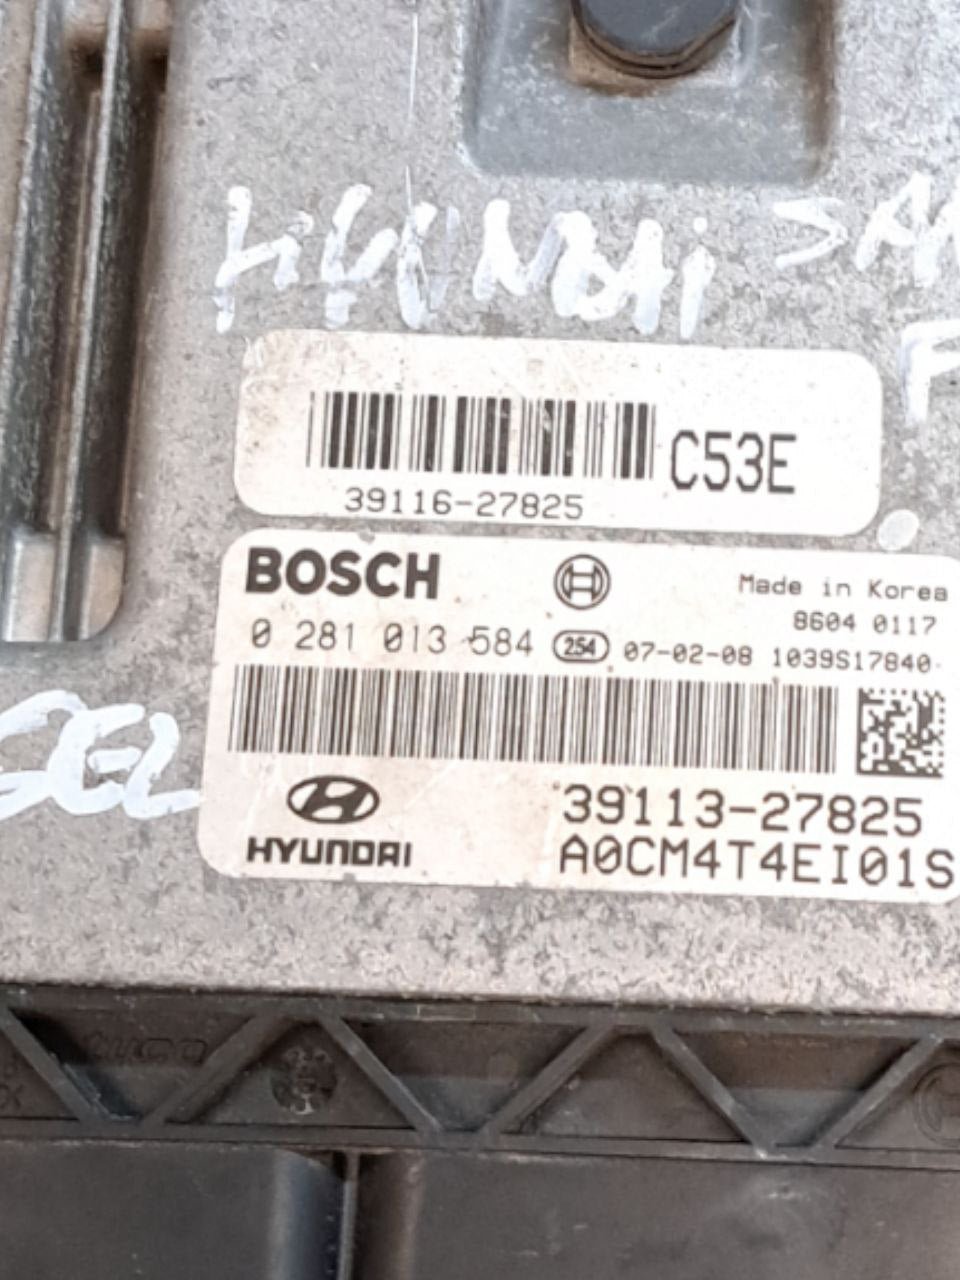 HYUNDAI SAN
F
C53E
39116-27825
BOSCH
Made in Korea
8604 0117
0 281 013 584 254 07-02-08 1039S17840
39113-27825
HYUNDAI
A0CM4T4EI01S